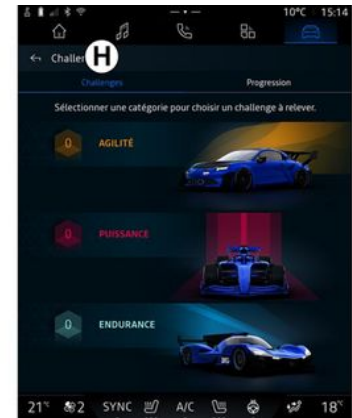 10°C 15:14
Challen H
Challenges Progression
Sélectionner une catégorie pour choisir un challenge à relever.
0 AGILITÉ
0 PUISSANCE
0 ENDURANCE
21°c 2 SYNC A/C 18°c